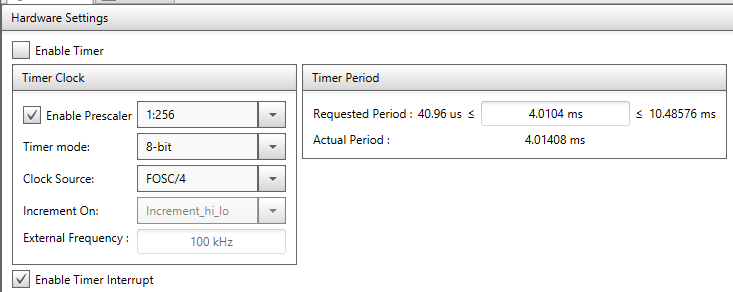 Hardware Settings
Enable Timer
Timer Clock
Enable Prescaler 1:256
Timer mode: 8-bit
Clock Source: FOSC/4
Increment On: Increment_hi_lo
External Frequency : 100 kHz
Timer Period
Requested Period : 40.96 us ≤ 4.0104 ms ≤ 10.48576 ms
Actual Period : 4.01408 ms
Enable Timer Interrupt